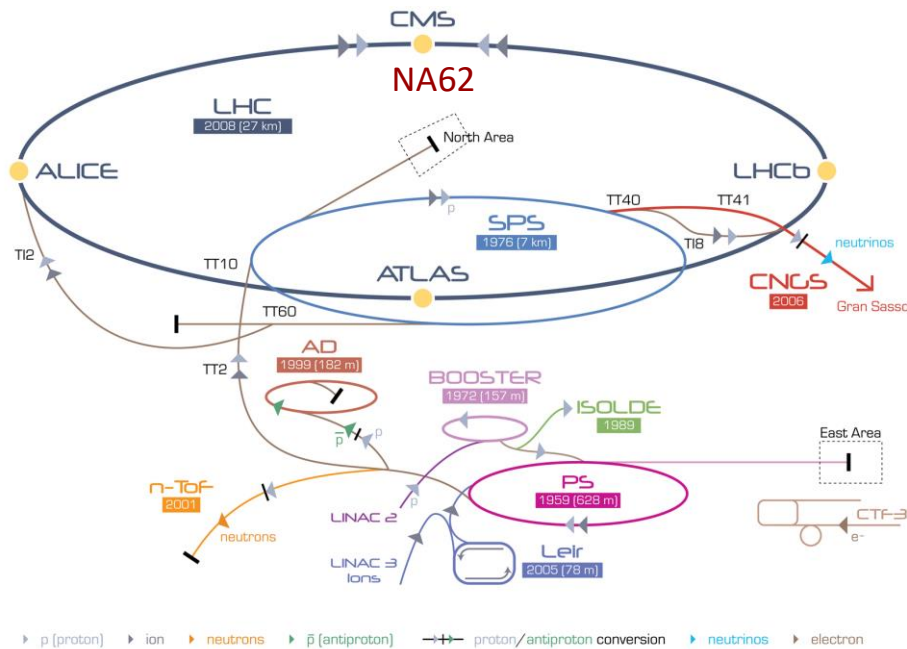 CMS
NA62
LHC
2008 (27 km)
North Area
ALICE
LHCb
TT40
TT41
p
SPS
1976 (7 km)
TI8
TI2
TT10
neutrinos
ATLAS
CNGS
2006
Gran Sasso
TT60
AD
1999 (182 m)
TT2
BOOSTER
1972 (157 m)
ISOLDE
1989
p
p̅
East Area
n-ToF
2001
PS
1959 (628 m)
p
LINAC 2
CTF-3
neutrons
e-
LINAC 3
Ions
LeIr
2005 (78 m)
p (proton)
ion
neutrons
p̅ (antiproton)
proton/antiproton conversion
neutrinos
electron